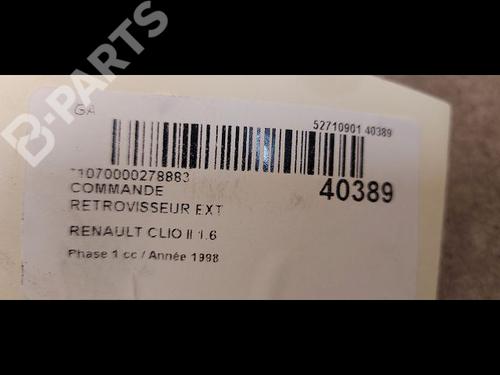 B-PARTS
GA
52710901 40389
*1070000278883
COMMANDE
40389
RETROVISSEUR EXT
RENAULT CLIO II 1.6
Phase 1 cc / Année 1998